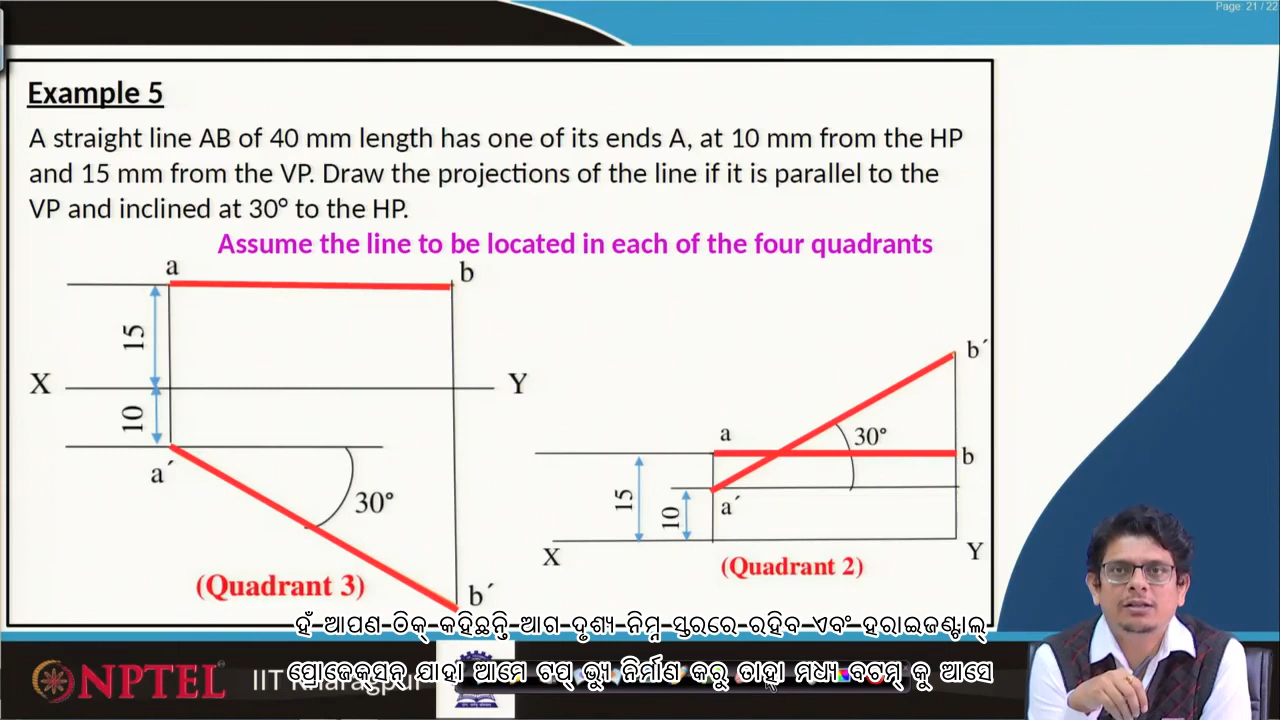 Page: 21 / 22
Example 5
A straight line AB of 40 mm length has one of its ends A, at 10 mm from the HP
and 15 mm from the VP. Draw the projections of the line if it is parallel to the
VP and inclined at 30° to the HP.
Assume the line to be located in each of the four quadrants
a
b
15
X
Y
10
a´
30°
(Quadrant 3)
b´
b´
a
30°
b
15
10
a´
X
Y
(Quadrant 2)
ହଁ ଆପଣ ଠିକ୍ କହିଛନ୍ତି ଆଗ ଦୃଶ୍ୟ ନିମ୍ନ ସ୍ତରରେ ରହିବ ଏବଂ ହରାଇଜଣ୍ଟାଲ୍
ପ୍ରୋଜେକ୍ସନ୍ ଯାହା ଆମେ ଟପ୍ ଭ୍ୟୁ ନିର୍ମାଣ କରୁ ତାହା ମଧ୍ୟ ବଟମ୍ କୁ ଆସେ
NPTEL
IIT Kharagpur